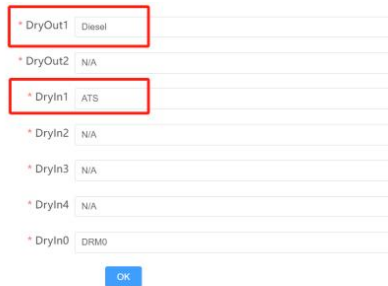 * DryOut1 Diesel
* DryOut2 N/A
* DryIn1 ATS
* DryIn2 N/A
* DryIn3 N/A
* DryIn4 N/A
* DryIn0 DRM0
OK